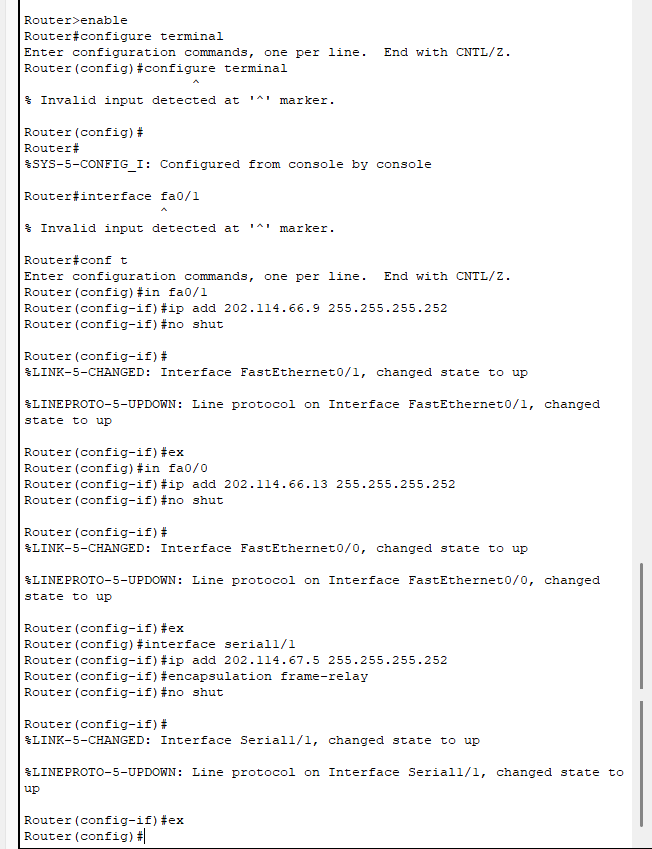 Router>enable
Router#configure terminal
Enter configuration commands, one per line.  End with CNTL/Z.
Router(config)#configure terminal
^
% Invalid input detected at '^' marker.
Router(config)#
Router#
%SYS-5-CONFIG_I: Configured from console by console
Router#interface fa0/1
^
% Invalid input detected at '^' marker.
Router#conf t
Enter configuration commands, one per line.  End with CNTL/Z.
Router(config)#in fa0/1
Router(config-if)#ip add 202.114.66.9 255.255.255.252
Router(config-if)#no shut
Router(config-if)#
%LINK-5-CHANGED: Interface FastEthernet0/1, changed state to up
%LINEPROTO-5-UPDOWN: Line protocol on Interface FastEthernet0/1, changed
state to up
Router(config-if)#ex
Router(config)#in fa0/0
Router(config-if)#ip add 202.114.66.13 255.255.255.252
Router(config-if)#no shut
Router(config-if)#
%LINK-5-CHANGED: Interface FastEthernet0/0, changed state to up
%LINEPROTO-5-UPDOWN: Line protocol on Interface FastEthernet0/0, changed
state to up
Router(config-if)#ex
Router(config)#interface serial1/1
Router(config-if)#ip add 202.114.67.5 255.255.255.252
Router(config-if)#encapsulation frame-relay
Router(config-if)#no shut
Router(config-if)#
%LINK-5-CHANGED: Interface Serial1/1, changed state to up
%LINEPROTO-5-UPDOWN: Line protocol on Interface Serial1/1, changed state to
up
Router(config-if)#ex
Router(config)#